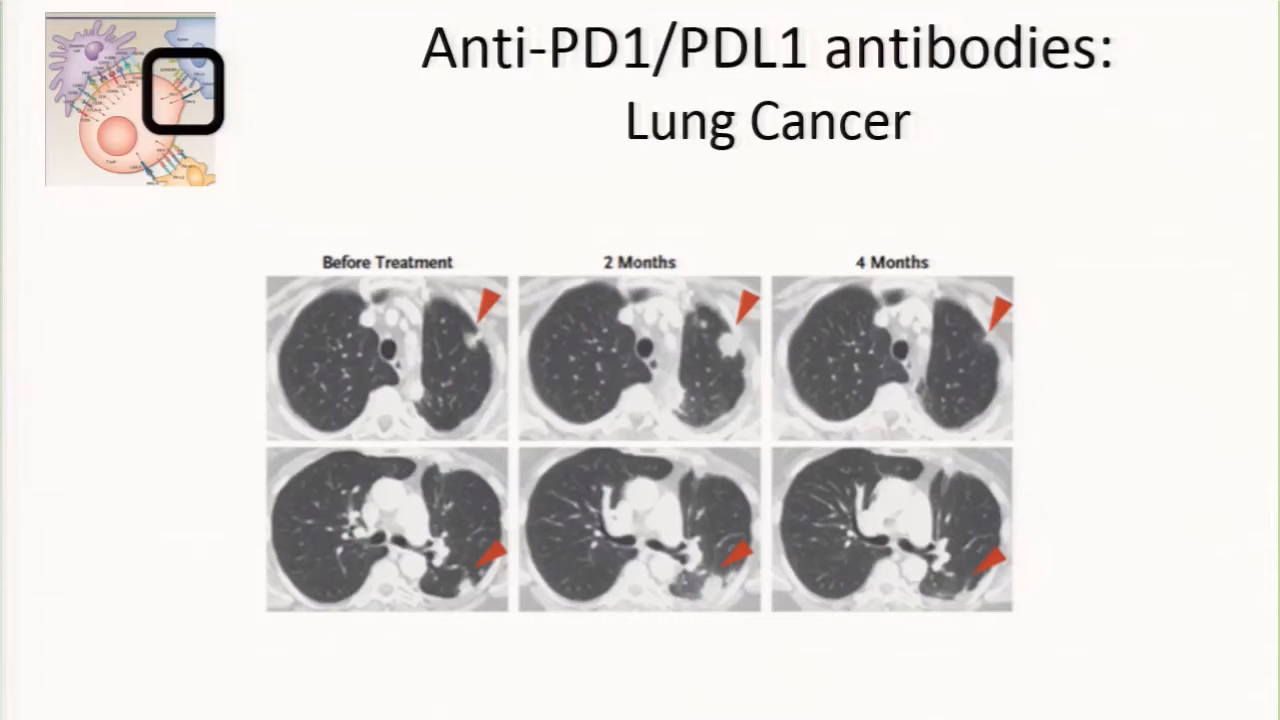 Anti-PD1/PDL1 antibodies:
Lung Cancer
Before Treatment
2 Months
4 Months